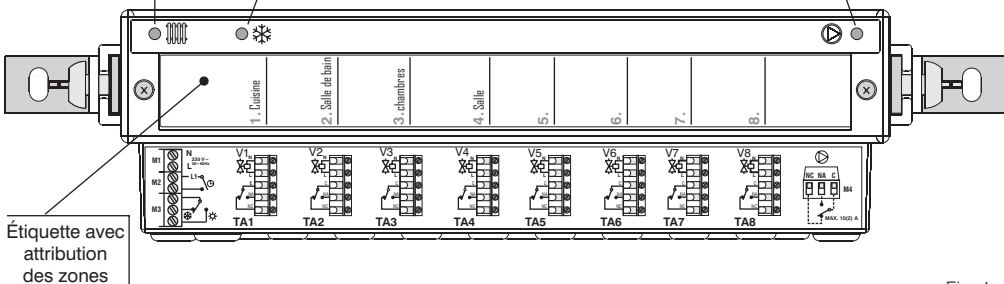 1. Cuisine
2. Salle de bain
3. chambres
4. Salle
5.
6.
7.
8.
M1
N
L
230 V~
50-60Hz
M2
L1
M3
V1 V2 V3 V4 V5 V6 V7 V8
N
L
C
NA
NC
TA1 TA2 TA3 TA4 TA5 TA6 TA7 TA8
NC NA C
M4
MAX. 10(2) A
Étiquette avec
attribution
des zones